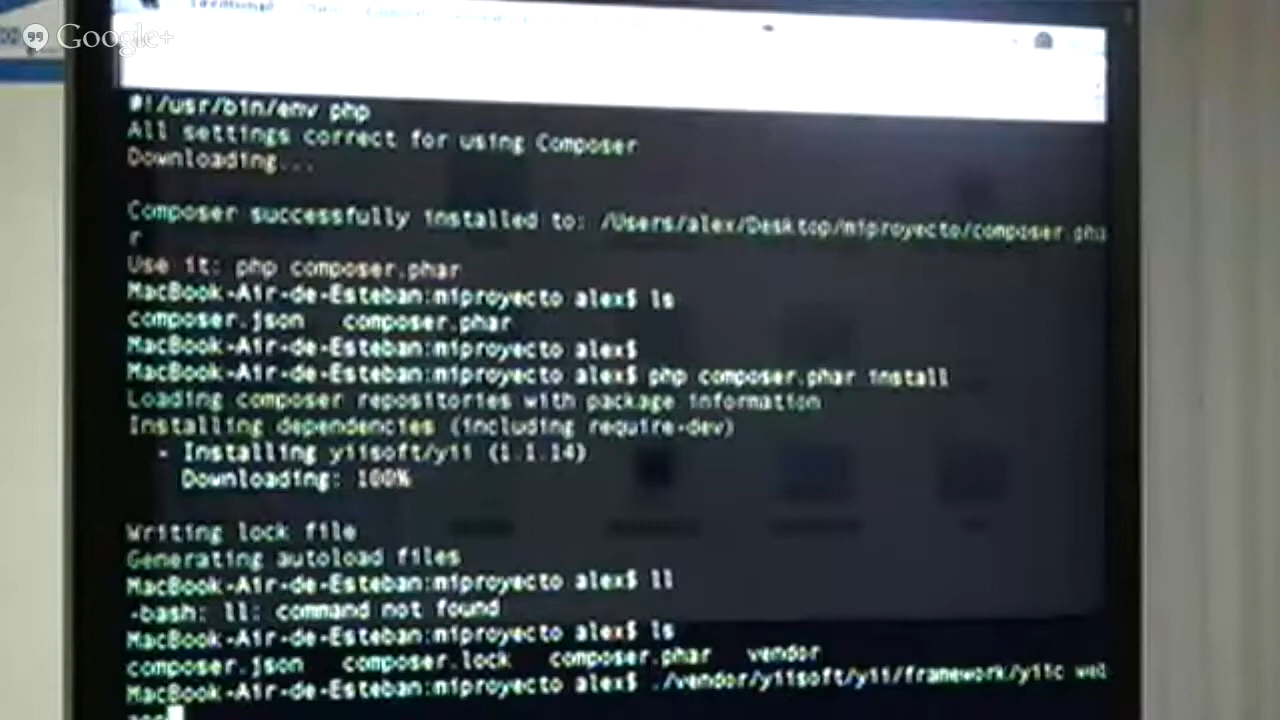 Google+
#!/usr/bin/env php
All settings correct for using Composer
Downloading...
Composer successfully installed to: /Users/alex/Desktop/miproyecto/composer.pha
r
Use it: php composer.phar
MacBook-Air-de-Esteban:miproyecto alex$ ls
composer.json composer.phar
MacBook-Air-de-Esteban:miproyecto alex$
MacBook-Air-de-Esteban:miproyecto alex$ php composer.phar install
Loading composer repositories with package information
Installing dependencies (including require-dev)
- Installing yiisoft/yii (1.1.14)
Downloading: 100%
Writing lock file
Generating autoload files
MacBook-Air-de-Esteban:miproyecto alex$ ll
-bash: ll: command not found
MacBook-Air-de-Esteban:miproyecto alex$ ls
composer.json composer.lock composer.phar vendor
MacBook-Air-de-Esteban:miproyecto alex$ ./vendor/yiisoft/yii/framework/yiic web